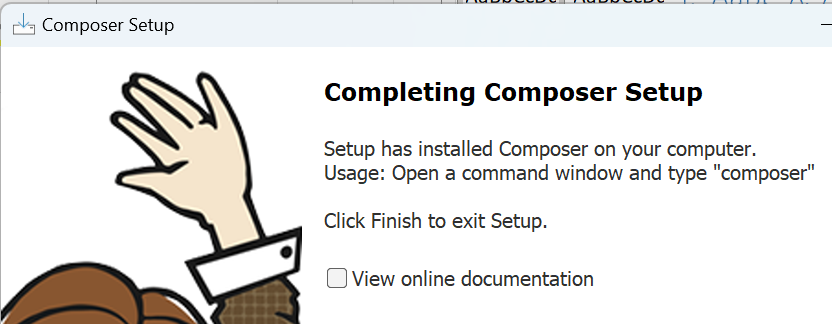 Composer Setup
Completing Composer Setup
Setup has installed Composer on your computer.
Usage: Open a command window and type "composer"
Click Finish to exit Setup.
View online documentation